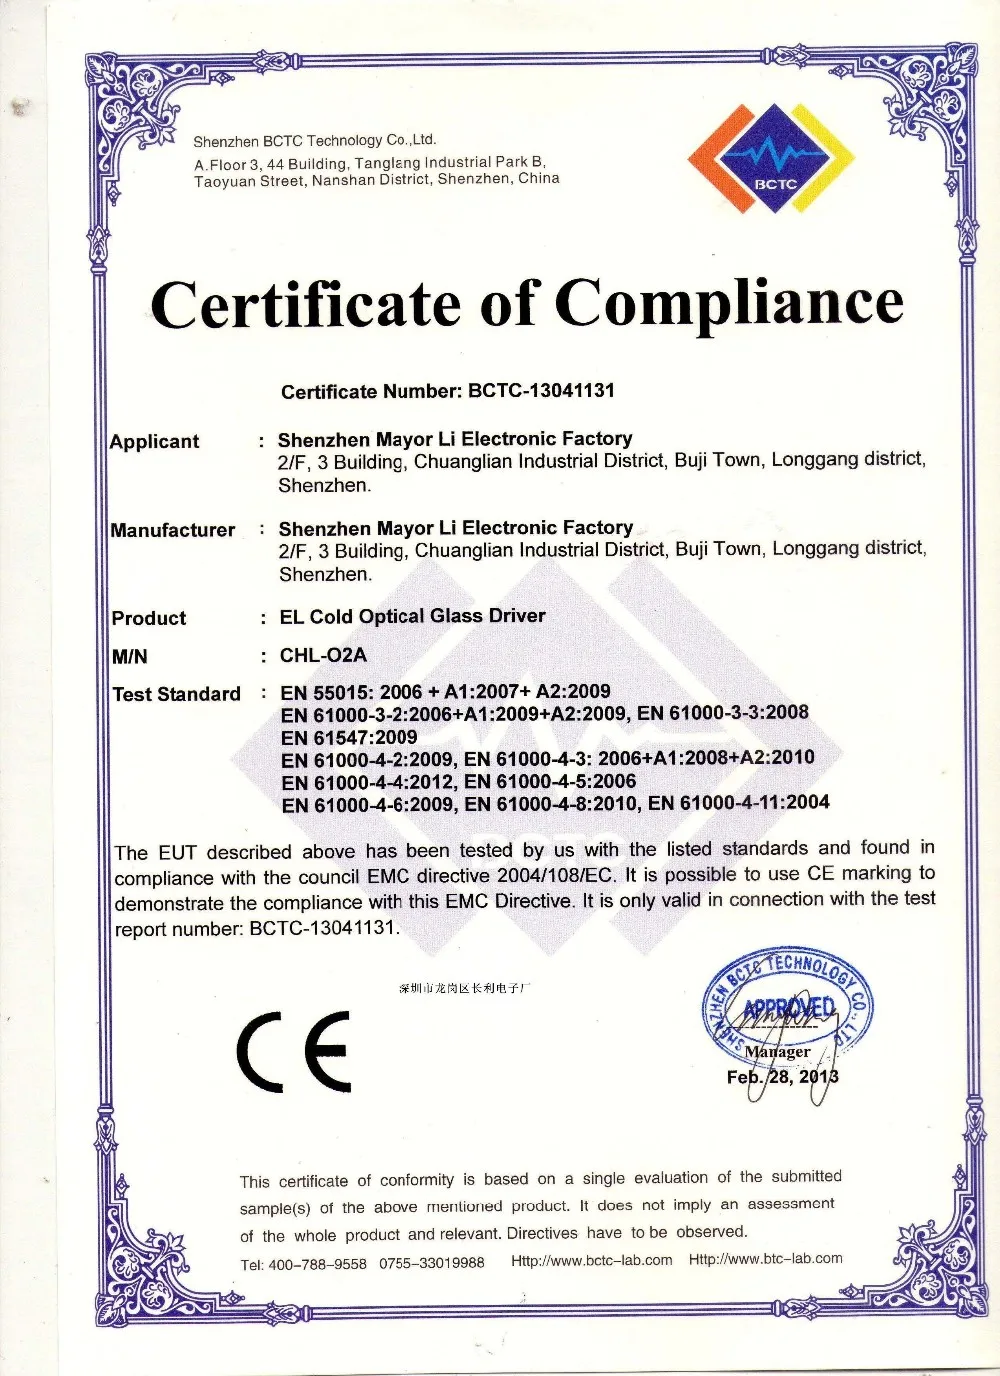 Shenzhen BCTC Technology Co.,Ltd.
A.Floor 3, 44 Building, Tanglang Industrial Park B,
Taoyuan Street, Nanshan District, Shenzhen, China
BCTC
Certificate of Compliance
Certificate Number: BCTC-13041131
Applicant : Shenzhen Mayor Li Electronic Factory
2/F, 3 Building, Chuanglian Industrial District, Buji Town, Longgang district,
Shenzhen.
Manufacturer : Shenzhen Mayor Li Electronic Factory
2/F, 3 Building, Chuanglian Industrial District, Buji Town, Longgang district,
Shenzhen.
Product : EL Cold Optical Glass Driver
M/N : CHL-O2A
Test Standard : EN 55015: 2006 + A1:2007+ A2:2009
EN 61000-3-2:2006+A1:2009+A2:2009, EN 61000-3-3:2008
EN 61547:2009
EN 61000-4-2:2009, EN 61000-4-3: 2006+A1:2008+A2:2010
EN 61000-4-4:2012, EN 61000-4-5:2006
EN 61000-4-6:2009, EN 61000-4-8:2010, EN 61000-4-11:2004
BCTC
The EUT described above has been tested by us with the listed standards and found in
compliance with the council EMC directive 2004/108/EC. It is possible to use CE marking to
demonstrate the compliance with this EMC Directive. It is only valid in connection with the test
report number: BCTC-13041131.
深圳市龙岗区长利电子厂
CE
SHENZHEN BCTC TECHNOLOGY CO., LTD
APPROVED
Manager
Feb. 28, 2013
This certificate of conformity is based on a single evaluation of the submitted
sample(s) of the above mentioned product. It does not imply an assessment
of the whole product and relevant. Directives have to be observed.
Tel: 400-788-9558 0755-33019988 Http://www.bctc-lab.com Http://www.btc-lab.com